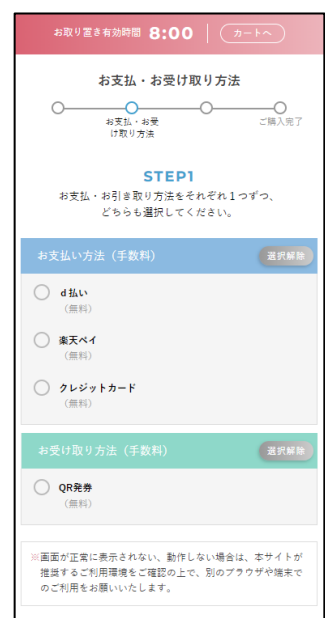 お取り置き有効時間 8:00 カートへ
お支払・お受け取り方法
お支払・お受
け取り方法
ご購入完了
STEP1
お支払・お引き取り方法をそれぞれ1つずつ、
どちらも選択してください。
お支払い方法（手数料） 選択解除
d払い
（無料）
楽天ペイ
（無料）
クレジットカード
（無料）
お受け取り方法（手数料） 選択解除
QR発券
（無料）
※画面が正常に表示されない、動作しない場合は、本サイトが
推奨するご利用環境をご確認の上で、別のブラウザや端末で
のご利用をお願いいたします。